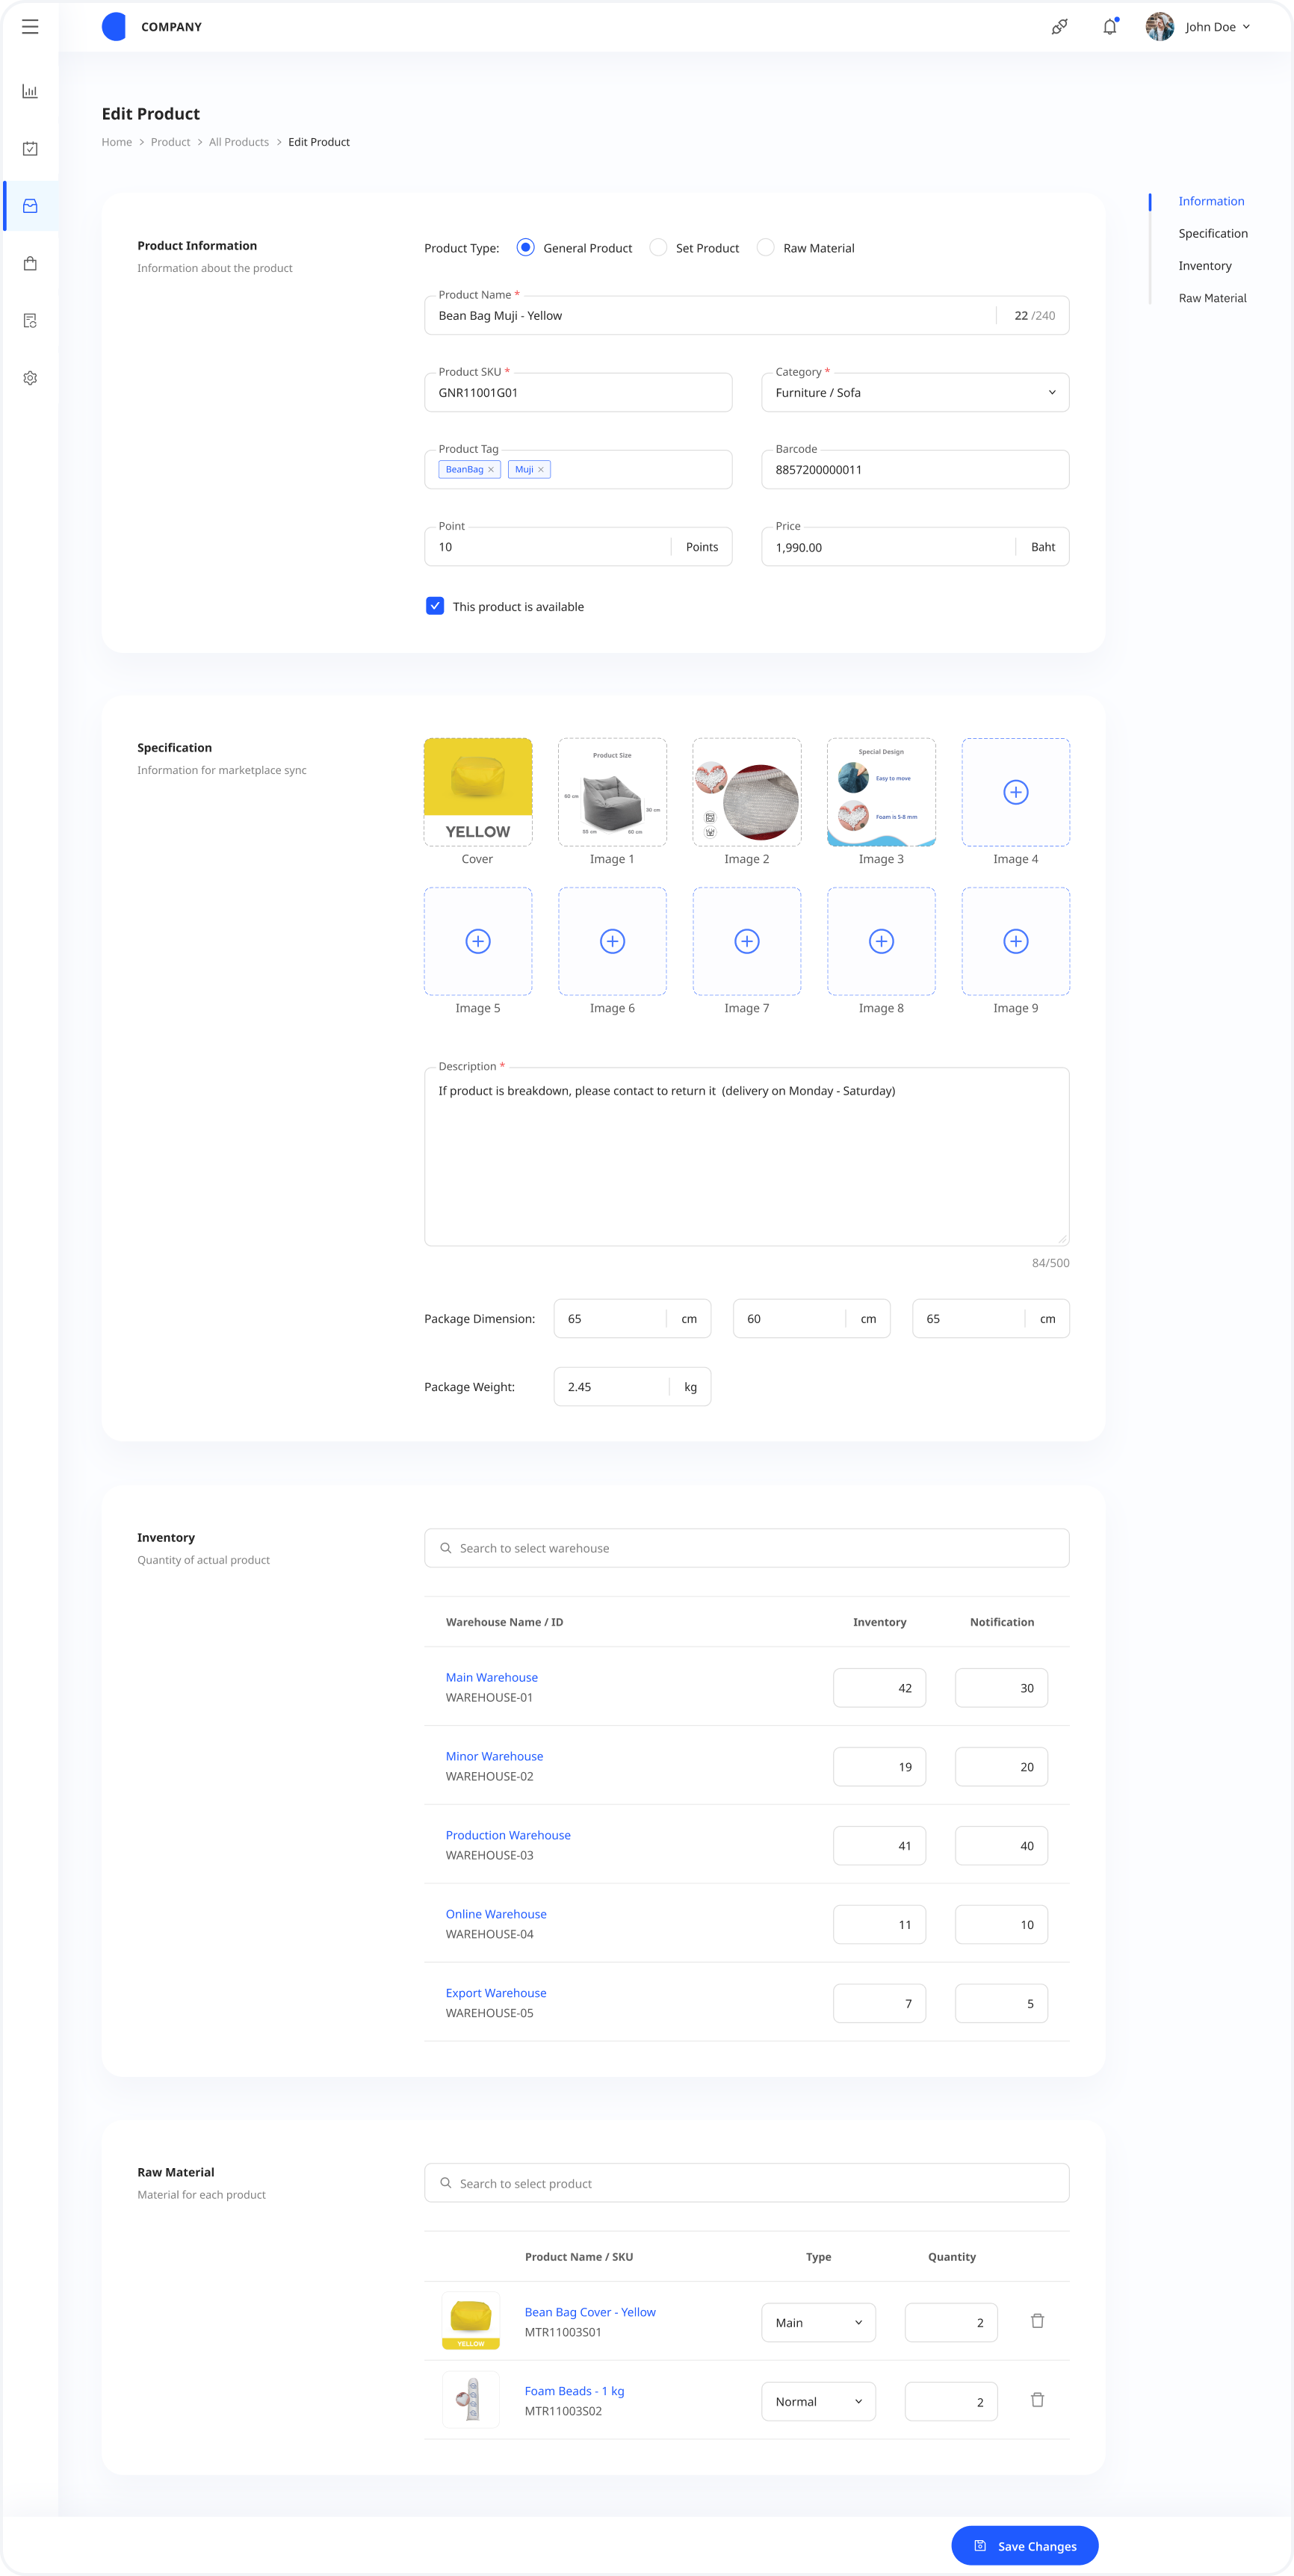 COMPANY
John Doe
Edit Product
Home > Product > All Products > Edit Product
Information
Specification
Inventory
Raw Material
Product Information
Information about the product
Product Type: General Product Set Product Raw Material
Product Name *
Bean Bag Muji - Yellow 22 /240
Product SKU * Category *
GNR11001G01 Furniture / Sofa
Product Tag Barcode
BeanBag × Muji × 8857200000011
Point Price
10 Points 1,990.00 Baht
This product is available
Specification
Information for marketplace sync
YELLOW
Product Size
60 cm
30 cm
55 cm 60 cm
Special Design
Easy to move
Foam is 5-8 mm
Cover Image 1 Image 2 Image 3 Image 4
Image 5 Image 6 Image 7 Image 8 Image 9
Description *
If product is breakdown, please contact to return it (delivery on Monday - Saturday)
84/500
Package Dimension: 65 cm 60 cm 65 cm
Package Weight: 2.45 kg
Inventory
Quantity of actual product
Search to select warehouse
Warehouse Name / ID Inventory Notification
Main Warehouse
WAREHOUSE-01 42 30
Minor Warehouse
WAREHOUSE-02 19 20
Production Warehouse
WAREHOUSE-03 41 40
Online Warehouse
WAREHOUSE-04 11 10
Export Warehouse
WAREHOUSE-05 7 5
Raw Material
Material for each product
Search to select product
Product Name / SKU Type Quantity
YELLOW
Bean Bag Cover - Yellow
MTR11003S01 Main 2
Foam Beads - 1 kg
MTR11003S02 Normal 2
Save Changes